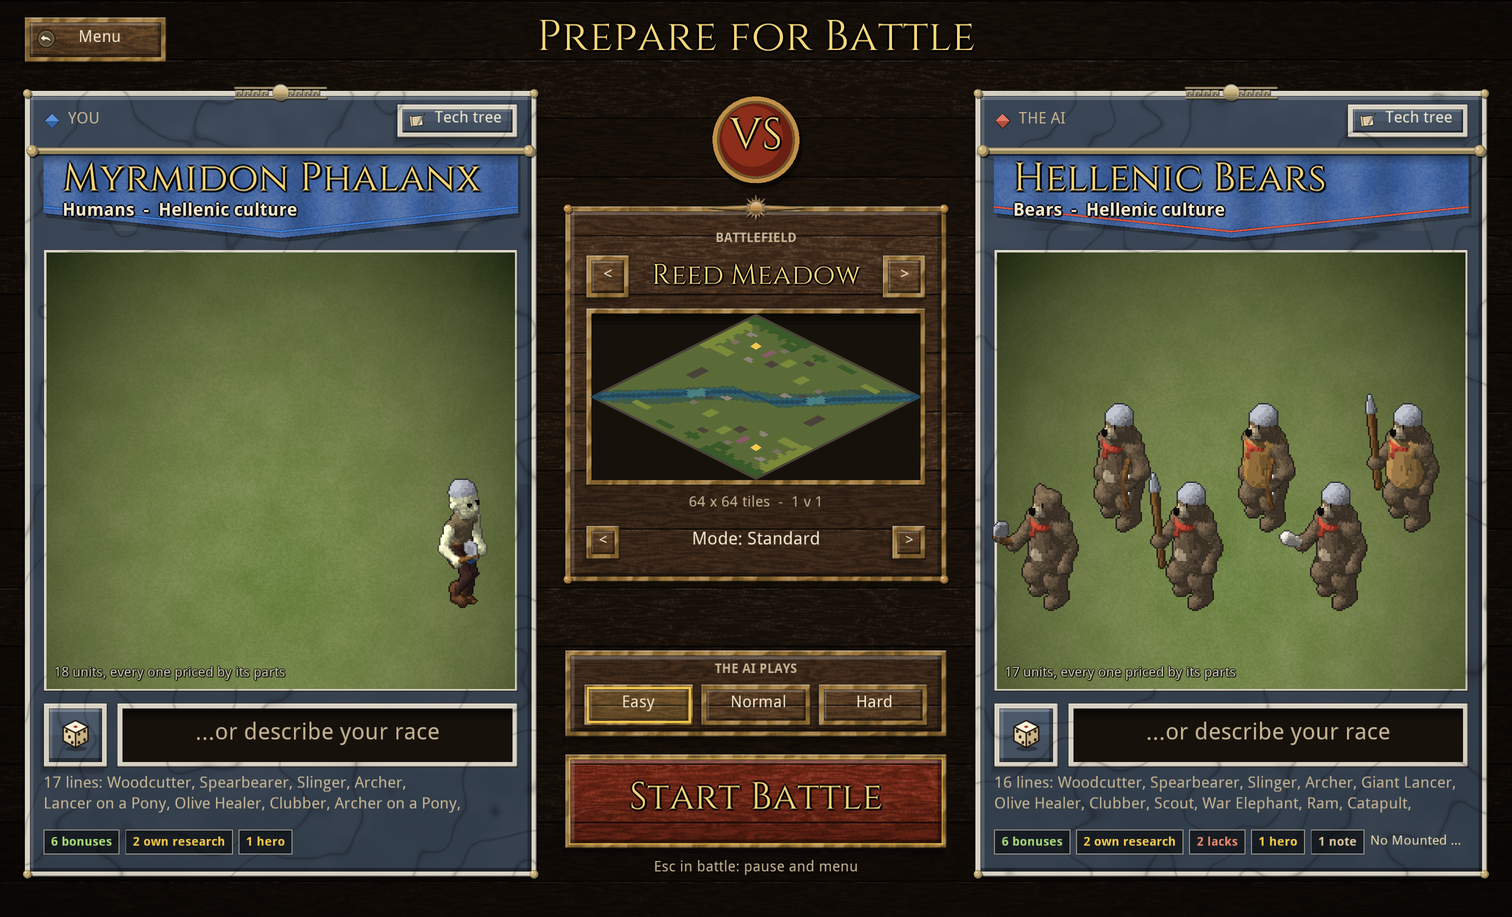 Menu
Prepare for Battle
YOU
Tech tree
Myrmidon Phalanx
Humans - Hellenic culture
18 units, every one priced by its parts
...or describe your race
17 lines: Woodcutter, Spearbearer, Slinger, Archer,
Lancer on a Pony, Olive Healer, Clubber, Archer on a Pony,
6 bonuses
2 own research
1 hero
VS
BATTLEFIELD
<
Reed Meadow
>
64 x 64 tiles - 1 v 1
<
Mode: Standard
>
THE AI PLAYS
Easy
Normal
Hard
Start Battle
Esc in battle: pause and menu
THE AI
Tech tree
Hellenic Bears
Bears - Hellenic culture
17 units, every one priced by its parts
...or describe your race
16 lines: Woodcutter, Spearbearer, Slinger, Archer, Giant Lancer,
Olive Healer, Clubber, Scout, War Elephant, Ram, Catapult,
6 bonuses
2 own research
2 lacks
1 hero
1 note
No Mounted ...